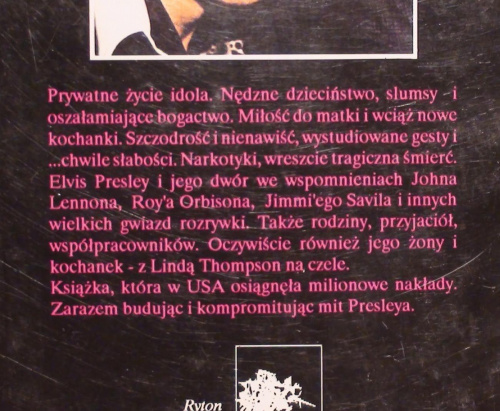 Prywatne życie idola. Nędzne dzieciństwo, slumsy i
oszałamiające bogactwo. Miłość do matki i wciąż nowe
kochanki. Szczodrość i nienawiść, wystudiowane gesty i
...chwile słabości. Narkotyki, wreszcie tragiczna śmierć.
Elvis Presley i jego dwór we wspomnieniach Johna
Lennona, Roy'a Orbisona, Jimmi'ego Savila i innych
wielkich gwiazd rozrywki. Także rodziny, przyjaciół,
współpracowników. Oczywiście również jego żony i
kochanek - z Lindą Thompson na czele.
Książka, która w USA osiągnęła milionowe nakłady.
Zarazem budując i kompromitując mit Presleya.
Ryton